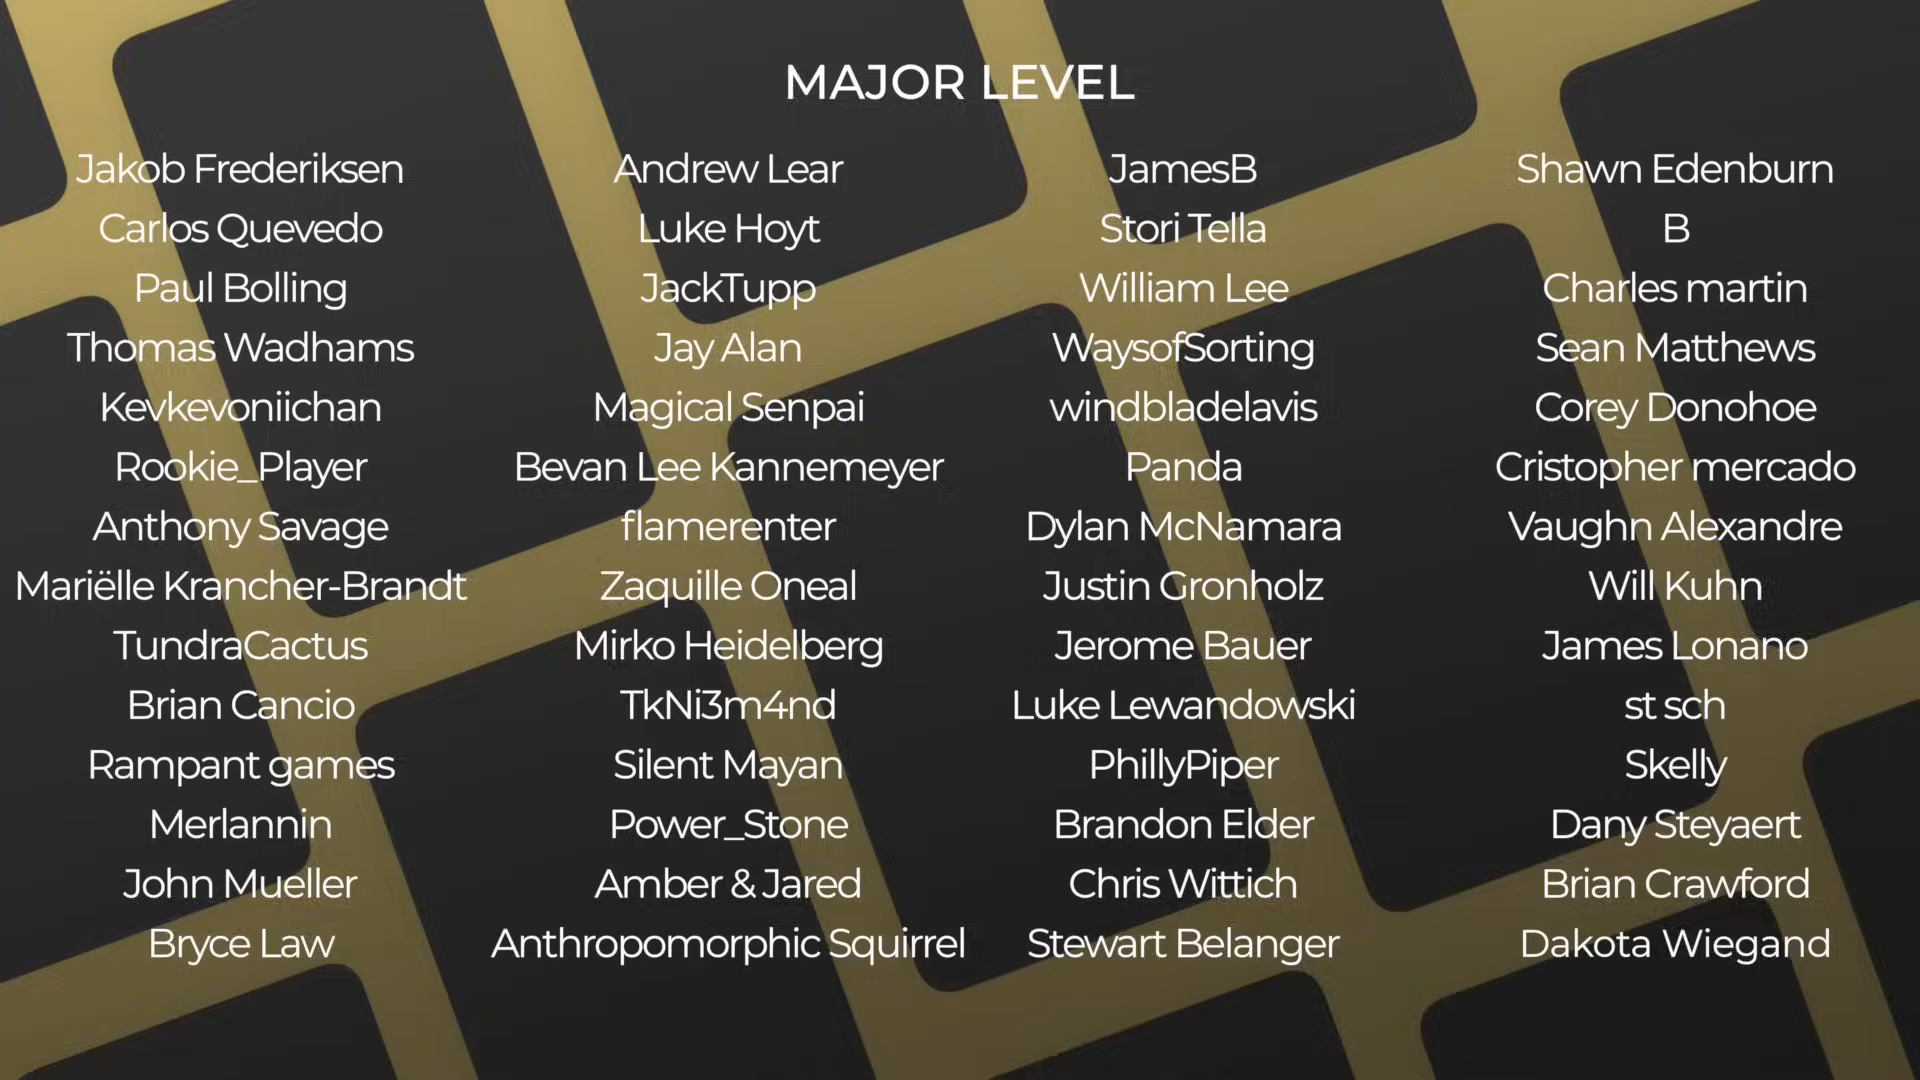 MAJOR LEVEL
Jakob Frederiksen
Carlos Quevedo
Paul Bolling
Thomas Wadhams
Kevkevoniichan
Rookie_Player
Anthony Savage
Mariëlle Krancher-Brandt
TundraCactus
Brian Cancio
Rampant games
Merlannin
John Mueller
Bryce Law
Andrew Lear
Luke Hoyt
JackTupp
Jay Alan
Magical Senpai
Bevan Lee Kannemeyer
flamerenter
Zaquille Oneal
Mirko Heidelberg
TkNi3m4nd
Silent Mayan
Power_Stone
Amber & Jared
Anthropomorphic Squirrel
JamesB
Stori Tella
William Lee
WaysofSorting
windbladelavis
Panda
Dylan McNamara
Justin Gronholz
Jerome Bauer
Luke Lewandowski
PhillyPiper
Brandon Elder
Chris Wittich
Stewart Belanger
Shawn Edenburn
B
Charles martin
Sean Matthews
Corey Donohoe
Cristopher mercado
Vaughn Alexandre
Will Kuhn
James Lonano
st sch
Skelly
Dany Steyaert
Brian Crawford
Dakota Wiegand